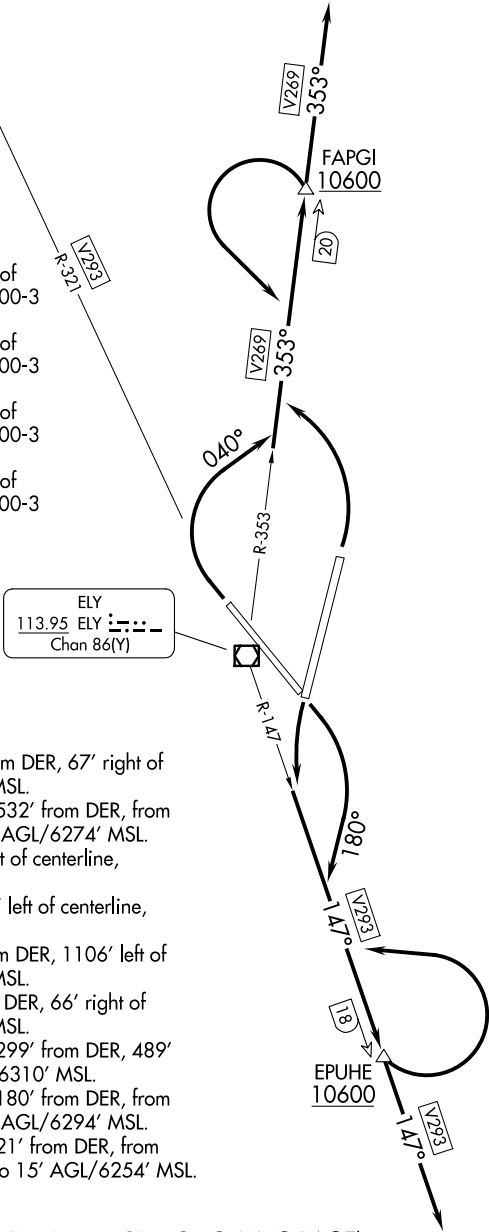 V269
353°
FAPGI
10600
20
V293
R-321
of
00-3
of
00-3
of
00-3
of
00-3
V269
353°
040°
R-353
ELY
113.95 ELY
Chan 86(Y)
R-147
m DER, 67' right of
MSL.
532' from DER, from
AGL/6274' MSL.
ft of centerline,
' left of centerline,
m DER, 1106' left of
MSL.
DER, 66' right of
MSL.
299' from DER, 489'
6310' MSL.
180' from DER, from
AGL/6294' MSL.
21' from DER, from
o 15' AGL/6254' MSL.
180°
147°
V293
18
EPUHE
10600
147°
V293